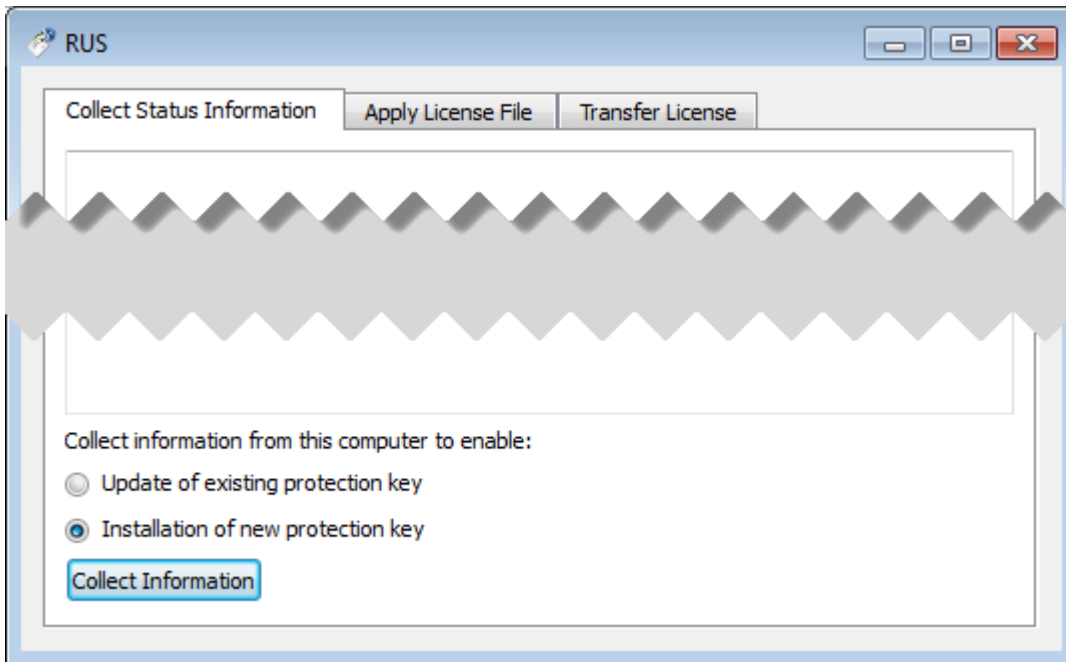 RUS
Collect Status Information Apply License File Transfer License
Collect information from this computer to enable:
Update of existing protection key
Installation of new protection key
Collect Information